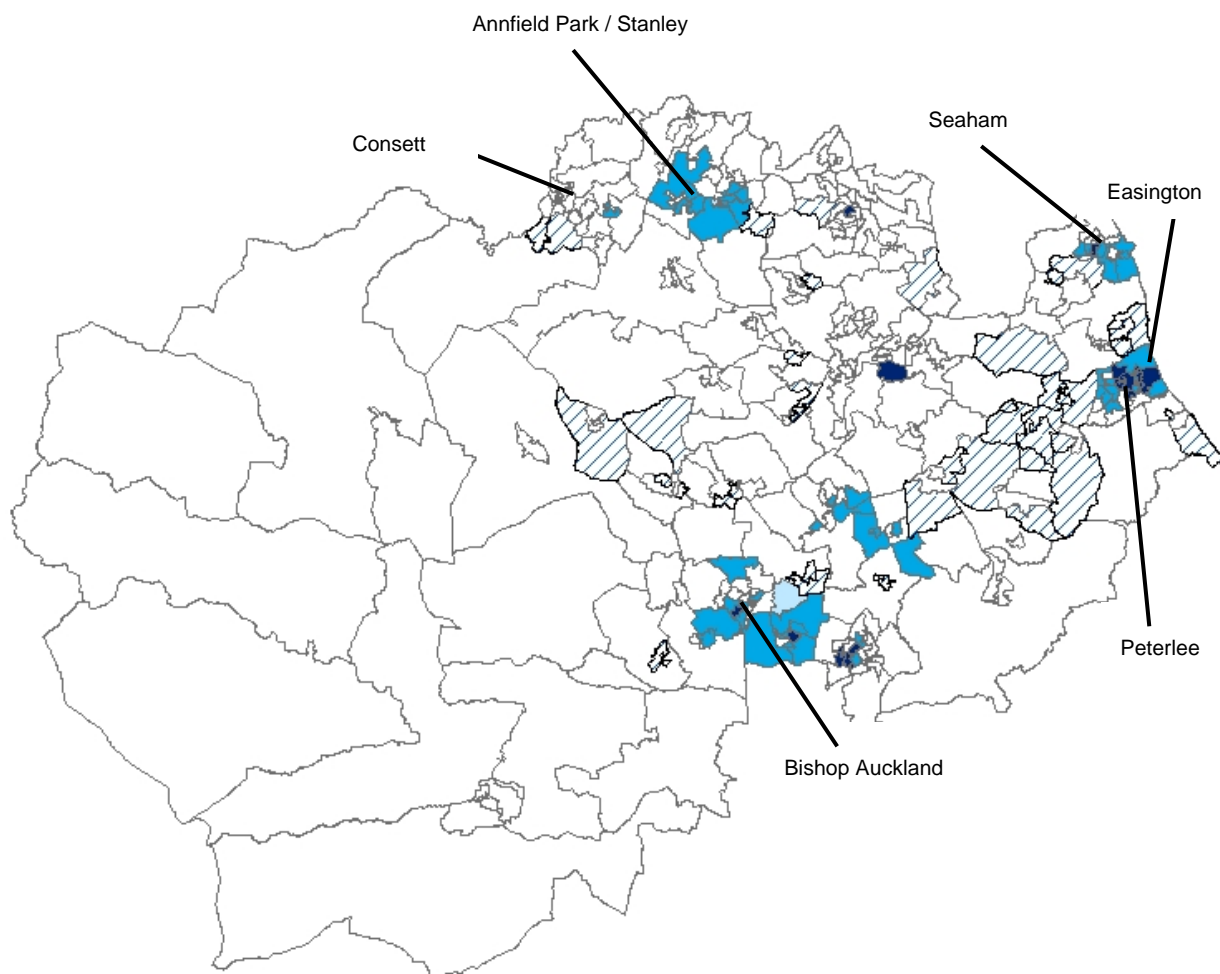 Annfield Park / Stanley
Seaham
Consett
Easington
Peterlee
Bishop Auckland